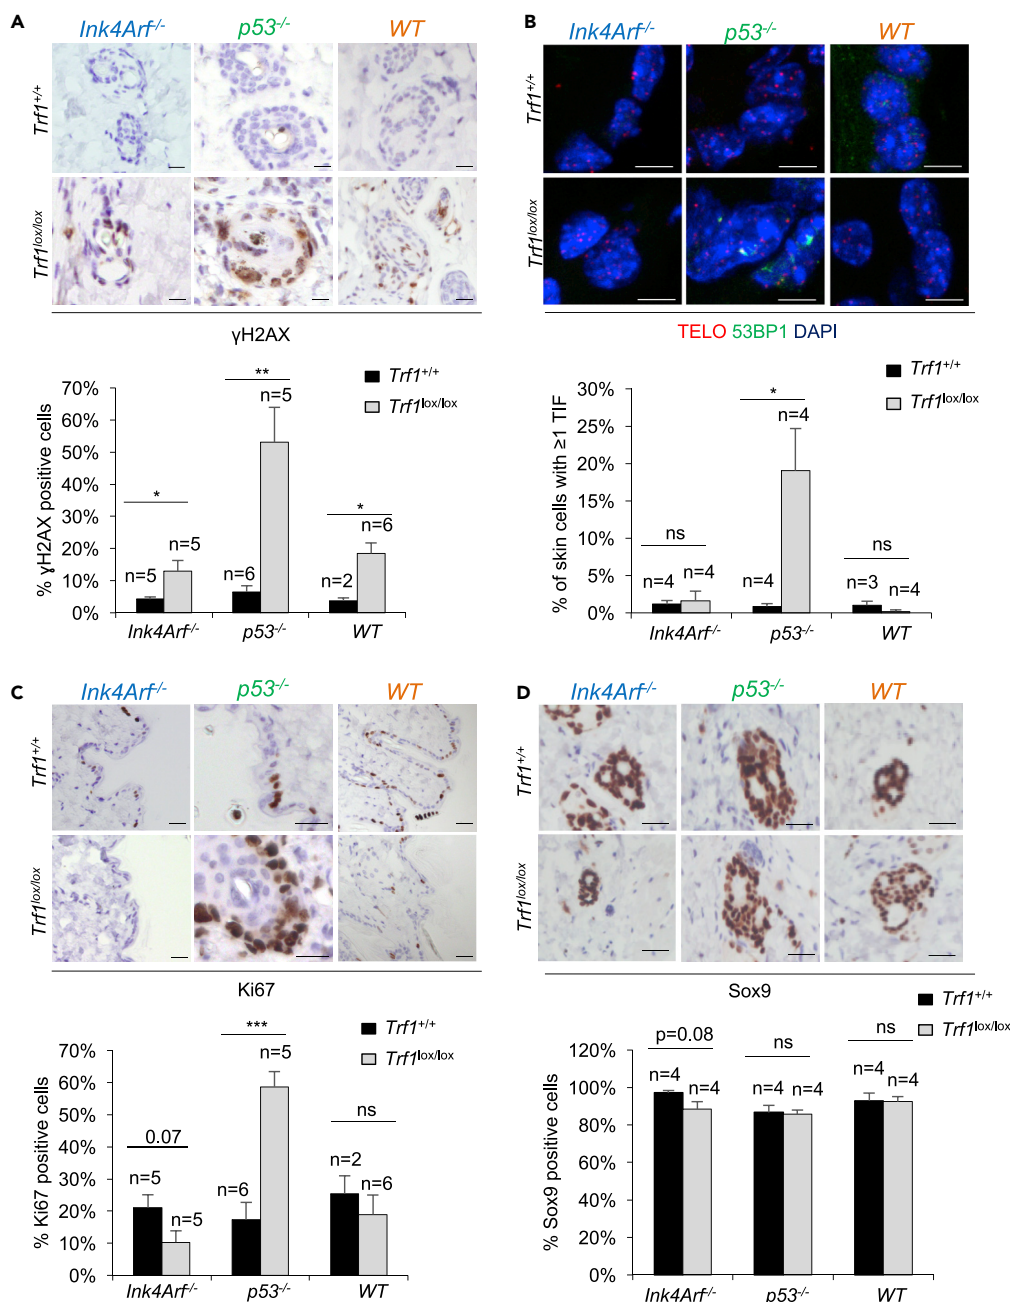 A
Ink4Arf-/-
p53-/-
WT
Trf1+/+
Trf1lox/lox
γH2AX
Trf1+/+
Trf1lox/lox
% γH2AX positive cells
70%
60%
50%
40%
30%
20%
10%
0%
*
n=5
n=5
**
n=6
n=5
*
n=2
n=6
Ink4Arf-/-
p53-/-
WT
B
Ink4Arf-/-
p53-/-
WT
Trf1+/+
Trf1lox/lox
TELO 53BP1 DAPI
Trf1+/+
Trf1lox/lox
% of skin cells with ≥1 TIF
30%
25%
20%
15%
10%
5%
0%
ns
n=4
n=4
*
n=4
n=4
ns
n=3
n=4
Ink4Arf-/-
p53-/-
WT
C
Ink4Arf-/-
p53-/-
WT
Trf1+/+
Trf1lox/lox
Ki67
Trf1+/+
Trf1lox/lox
% Ki67 positive cells
70%
60%
50%
40%
30%
20%
10%
0%
0.07
n=5
n=5
***
n=6
n=5
ns
n=2
n=6
Ink4Arf-/-
p53-/-
WT
D
Ink4Arf-/-
p53-/-
WT
Trf1+/+
Trf1lox/lox
Sox9
Trf1+/+
Trf1lox/lox
% Sox9 positive cells
120%
100%
80%
60%
40%
20%
0%
p=0.08
n=4
n=4
ns
n=4
n=4
ns
n=4
n=4
Ink4Arf-/-
p53-/-
WT